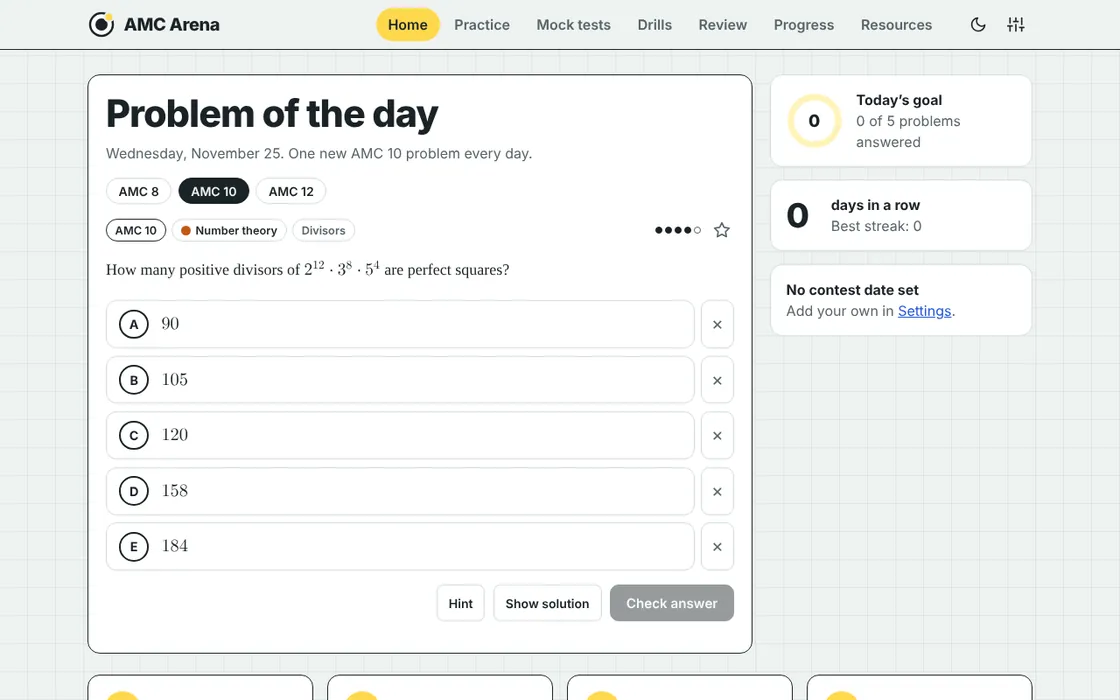 AMC Arena
Home
Practice
Mock tests
Drills
Review
Progress
Resources
Problem of the day
Wednesday, November 25. One new AMC 10 problem every day.
AMC 8
AMC 10
AMC 12
AMC 10
Number theory
Divisors
How many positive divisors of 2¹² · 3⁸ · 5⁴ are perfect squares?
A 90 ×
B 105 ×
C 120 ×
D 158 ×
E 184 ×
Hint
Show solution
Check answer
0
Today’s goal
0 of 5 problems
answered
0
days in a row
Best streak: 0
No contest date set
Add your own in Settings.